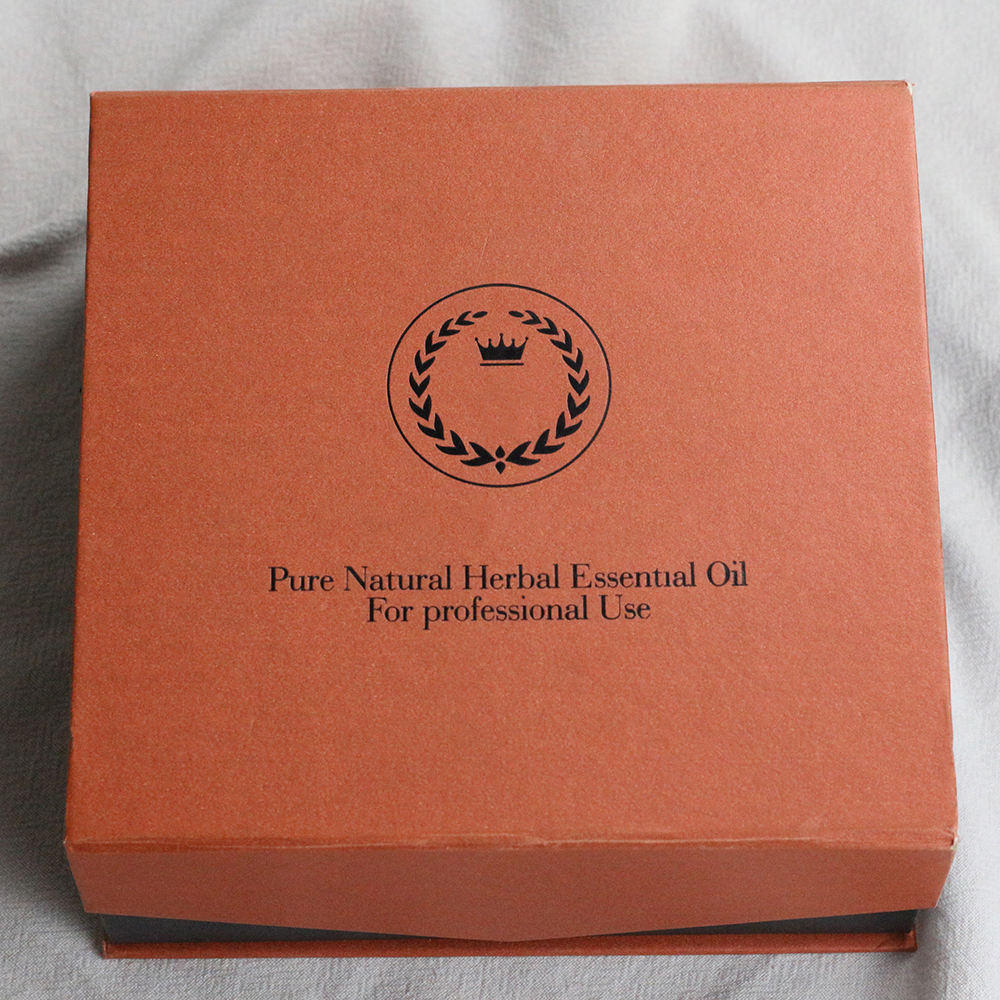 Pure Natural Herbal Essential Oil
For professional Use